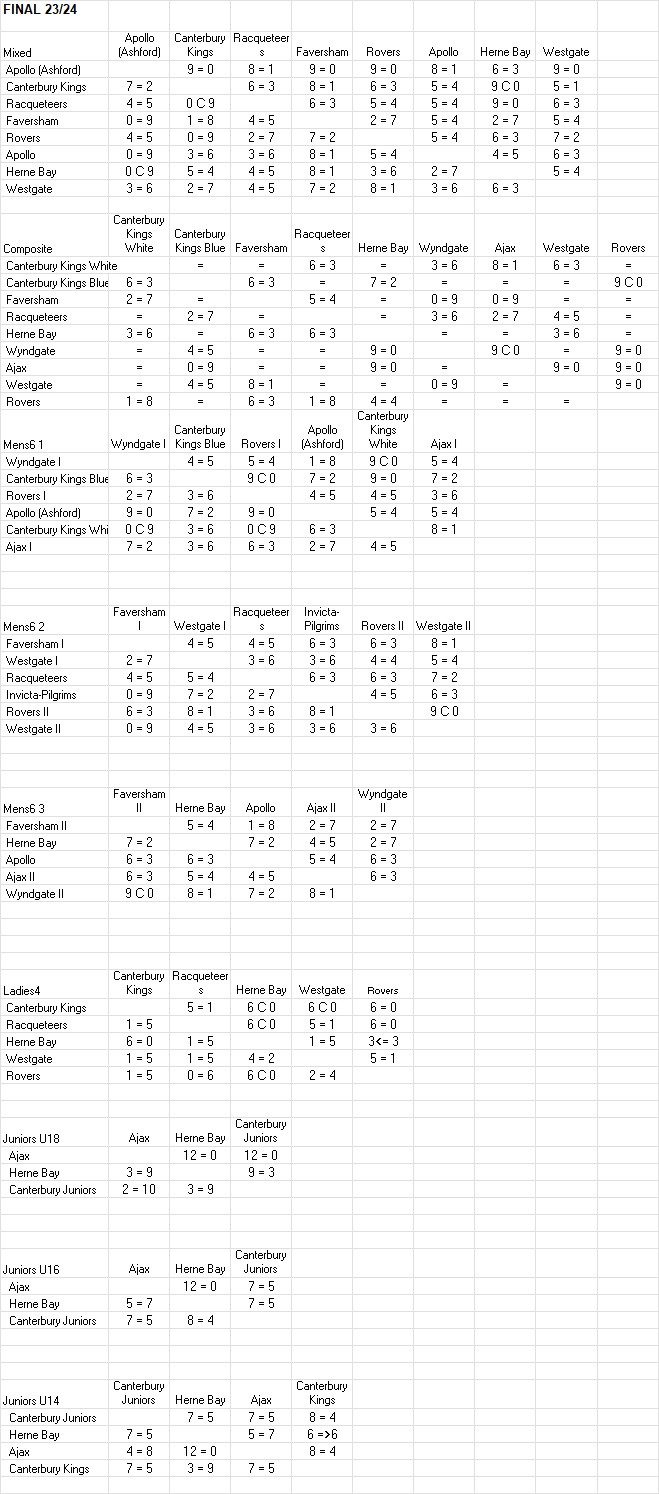 FINAL 23/24
Mixed Apollo (Ashford) Canterbury Kings Racqueteers Faversham Rovers Apollo Herne Bay Westgate
Apollo (Ashford) 9 = 0 8 = 1 9 = 0 9 = 0 8 = 1 6 = 3 9 = 0
Canterbury Kings 7 = 2 6 = 3 8 = 1 6 = 3 5 = 4 9 C 0 5 = 1
Racqueteers 4 = 5 0 C 9 6 = 3 5 = 4 5 = 4 9 = 0 6 = 3
Faversham 0 = 9 1 = 8 4 = 5 2 = 7 5 = 4 2 = 7 5 = 4
Rovers 4 = 5 0 = 9 2 = 7 7 = 2 5 = 4 6 = 3 7 = 2
Apollo 0 = 9 3 = 6 3 = 6 8 = 1 5 = 4 4 = 5 6 = 3
Herne Bay 0 C 9 5 = 4 4 = 5 8 = 1 3 = 6 2 = 7 5 = 4
Westgate 3 = 6 2 = 7 4 = 5 7 = 2 8 = 1 3 = 6 6 = 3
Composite Canterbury Kings White Canterbury Kings Blue Faversham Racqueteers Herne Bay Wyndgate Ajax Westgate Rovers
Canterbury Kings White = = 6 = 3 = 3 = 6 8 = 1 6 = 3 =
Canterbury Kings Blue 6 = 3 6 = 3 = 7 = 2 = = = 9 C 0
Faversham 2 = 7 = 5 = 4 = 0 = 9 0 = 9 = =
Racqueteers = 2 = 7 = = 3 = 6 2 = 7 4 = 5 =
Herne Bay 3 = 6 = 6 = 3 6 = 3 = = 3 = 6 =
Wyndgate = 4 = 5 = = 9 = 0 9 C 0 = 9 = 0
Ajax = 0 = 9 = = 9 = 0 = 9 = 0 9 = 0
Westgate = 4 = 5 8 = 1 = = 0 = 9 = 9 = 0
Rovers 1 = 8 = 6 = 3 1 = 8 4 = 4 = = =
Mens6 1 Wyndgate I Canterbury Kings Blue Rovers I Apollo (Ashford) Canterbury Kings White Ajax I
Wyndgate I 4 = 5 5 = 4 1 = 8 9 C 0 5 = 4
Canterbury Kings Blue 6 = 3 9 C 0 7 = 2 9 = 0 7 = 2
Rovers I 2 = 7 3 = 6 4 = 5 4 = 5 3 = 6
Apollo (Ashford) 9 = 0 7 = 2 9 = 0 5 = 4 5 = 4
Canterbury Kings Whi 0 C 9 3 = 6 0 C 9 6 = 3 8 = 1
Ajax I 7 = 2 3 = 6 6 = 3 2 = 7 4 = 5
Mens6 2 Faversham I Westgate I Racqueteers Invicta-Pilgrims Rovers II Westgate II
Faversham I 4 = 5 4 = 5 6 = 3 6 = 3 8 = 1
Westgate I 2 = 7 3 = 6 3 = 6 4 = 4 5 = 4
Racqueteers 4 = 5 5 = 4 6 = 3 6 = 3 7 = 2
Invicta-Pilgrims 0 = 9 7 = 2 2 = 7 4 = 5 6 = 3
Rovers II 6 = 3 8 = 1 3 = 6 8 = 1 9 C 0
Westgate II 0 = 9 4 = 5 3 = 6 3 = 6 3 = 6
Mens6 3 Faversham II Herne Bay Apollo Ajax II Wyndgate II
Faversham II 5 = 4 1 = 8 2 = 7 2 = 7
Herne Bay 7 = 2 7 = 2 4 = 5 2 = 7
Apollo 6 = 3 6 = 3 5 = 4 6 = 3
Ajax II 6 = 3 5 = 4 4 = 5 6 = 3
Wyndgate II 9 C 0 8 = 1 7 = 2 8 = 1
Ladies4 Canterbury Kings Racqueteers Herne Bay Westgate Rovers
Canterbury Kings 5 = 1 6 C 0 6 C 0 6 = 0
Racqueteers 1 = 5 6 C 0 5 = 1 6 = 0
Herne Bay 6 = 0 1 = 5 1 = 5 3<= 3
Westgate 1 = 5 1 = 5 4 = 2 5 = 1
Rovers 1 = 5 0 = 6 6 C 0 2 = 4
Juniors U18 Ajax Herne Bay Canterbury Juniors
Ajax 12 = 0 12 = 0
Herne Bay 3 = 9 9 = 3
Canterbury Juniors 2 = 10 3 = 9
Juniors U16 Ajax Herne Bay Canterbury Juniors
Ajax 12 = 0 7 = 5
Herne Bay 5 = 7 7 = 5
Canterbury Juniors 7 = 5 8 = 4
Juniors U14 Canterbury Juniors Herne Bay Ajax Canterbury Kings
Canterbury Juniors 7 = 5 7 = 5 8 = 4
Herne Bay 7 = 5 5 = 7 6 =>6
Ajax 4 = 8 12 = 0 8 = 4
Canterbury Kings 7 = 5 3 = 9 7 = 5